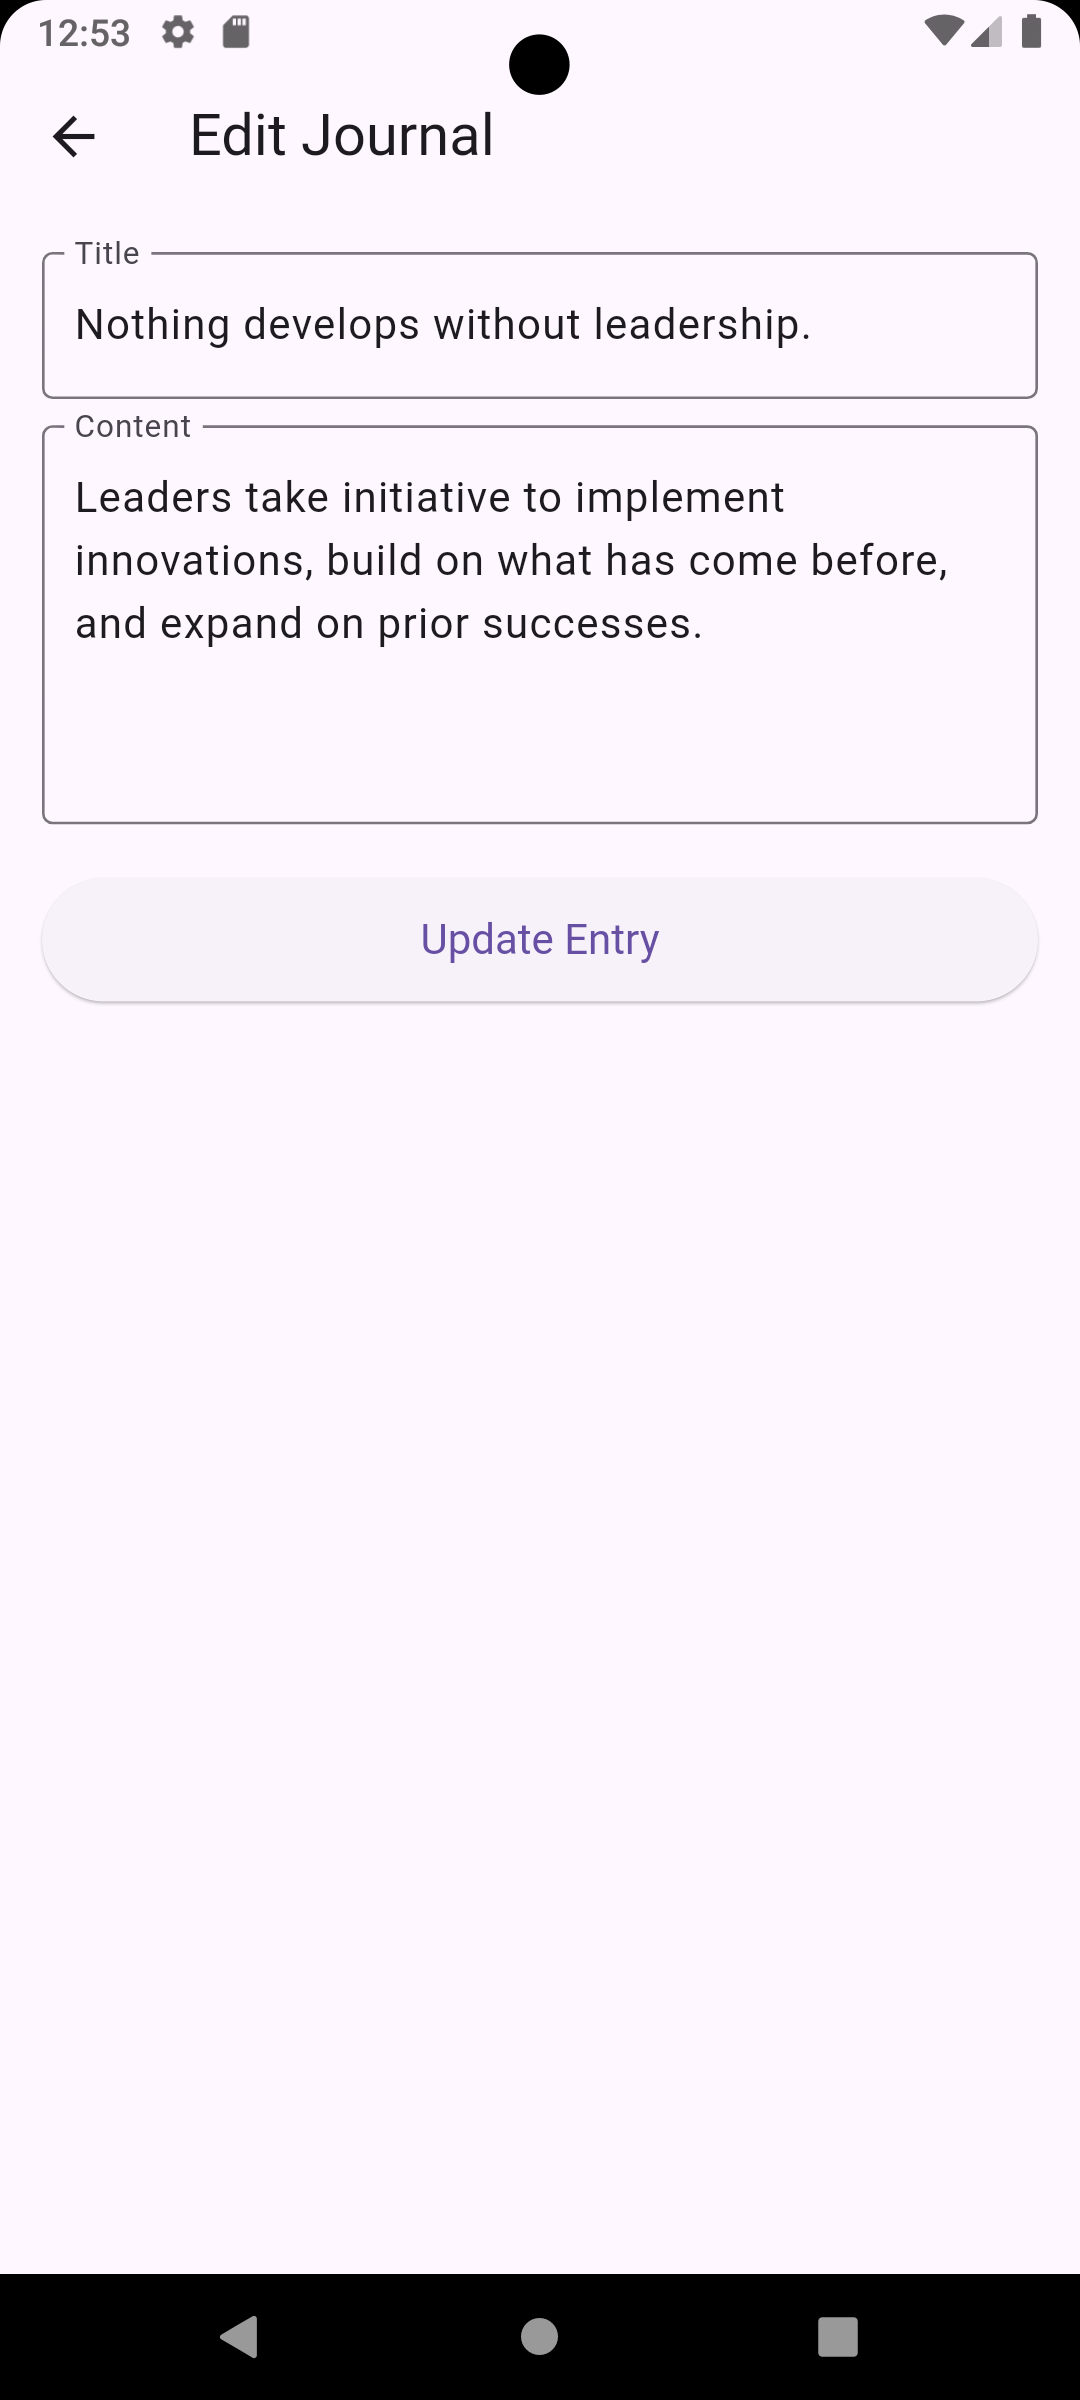 12:53
Edit Journal
Title
Nothing develops without leadership.
Content
Leaders take initiative to implement
innovations, build on what has come before,
and expand on prior successes.
Update Entry